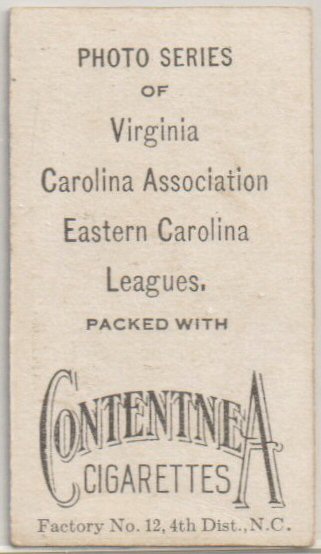 PHOTO SERIES
OF
Virginia
Carolina Association
Eastern Carolina
Leagues.
PACKED WITH
CONTENTNEA
CIGARETTES
Factory No. 12, 4th Dist., N.C.